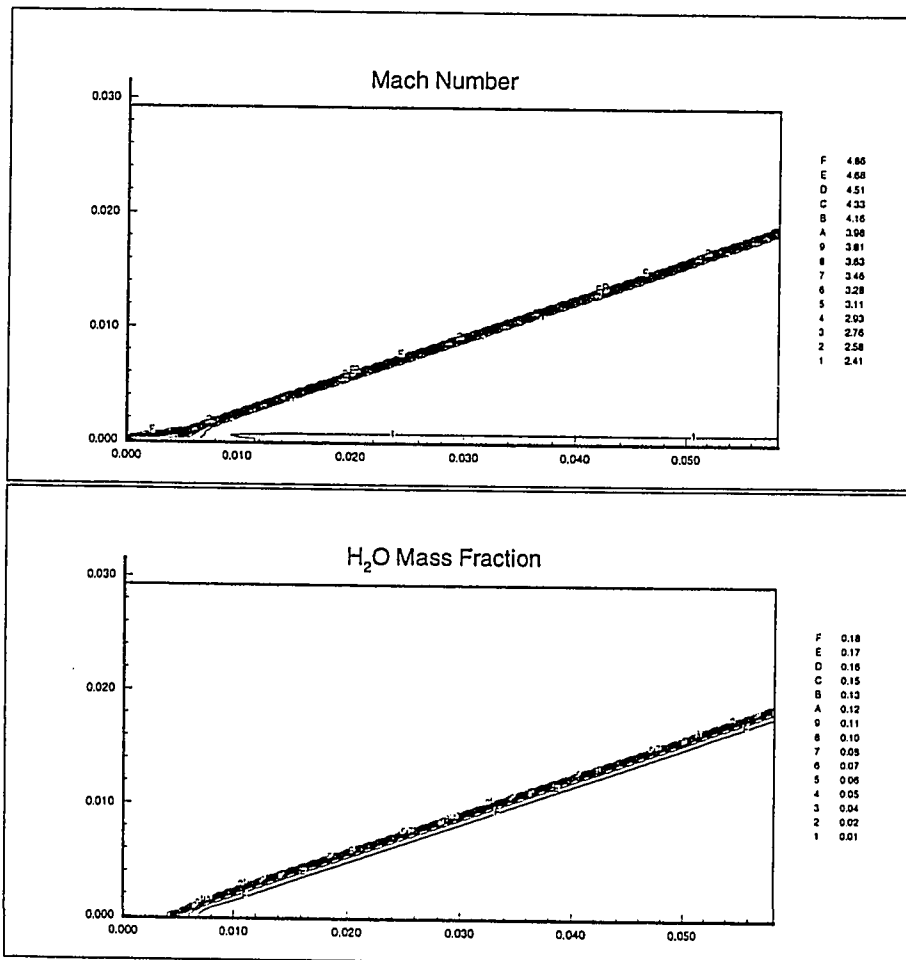 Mach Number
0.030
0.020
0.010
0.000
0.000 0.010 0.020 0.030 0.040 0.050
F 4.86
E 4.68
D 4.51
C 4.33
B 4.16
A 3.98
9 3.81
8 3.63
7 3.46
6 3.28
5 3.11
4 2.93
3 2.76
2 2.58
1 2.41
H₂O Mass Fraction
0.030
0.020
0.010
0.000
0.000 0.010 0.020 0.030 0.040 0.050
F 0.18
E 0.17
D 0.16
C 0.15
B 0.13
A 0.12
9 0.11
8 0.10
7 0.09
6 0.07
5 0.06
4 0.05
3 0.04
2 0.02
1 0.01